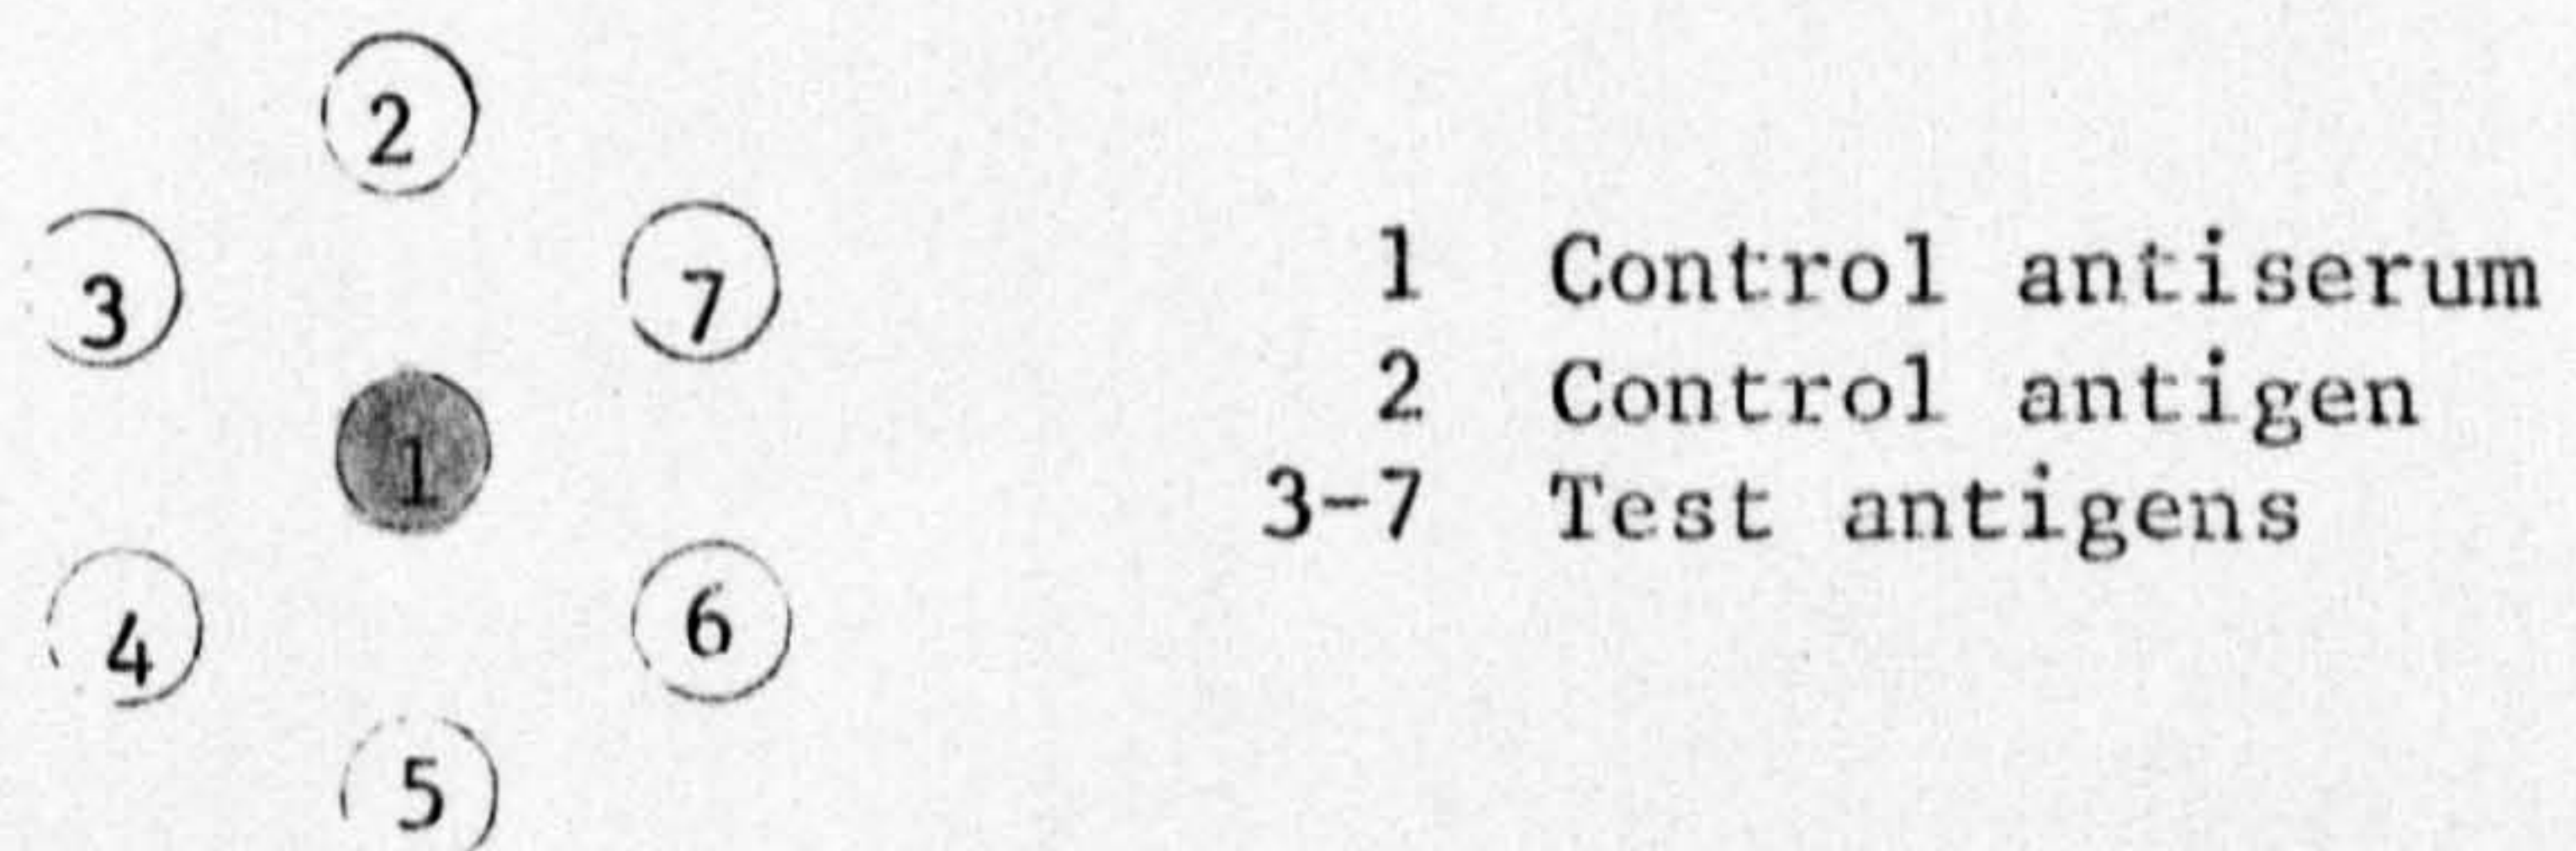 2
3
7
1
4
6
5
1 Control antiserum
2 Control antigen
3-7 Test antigens